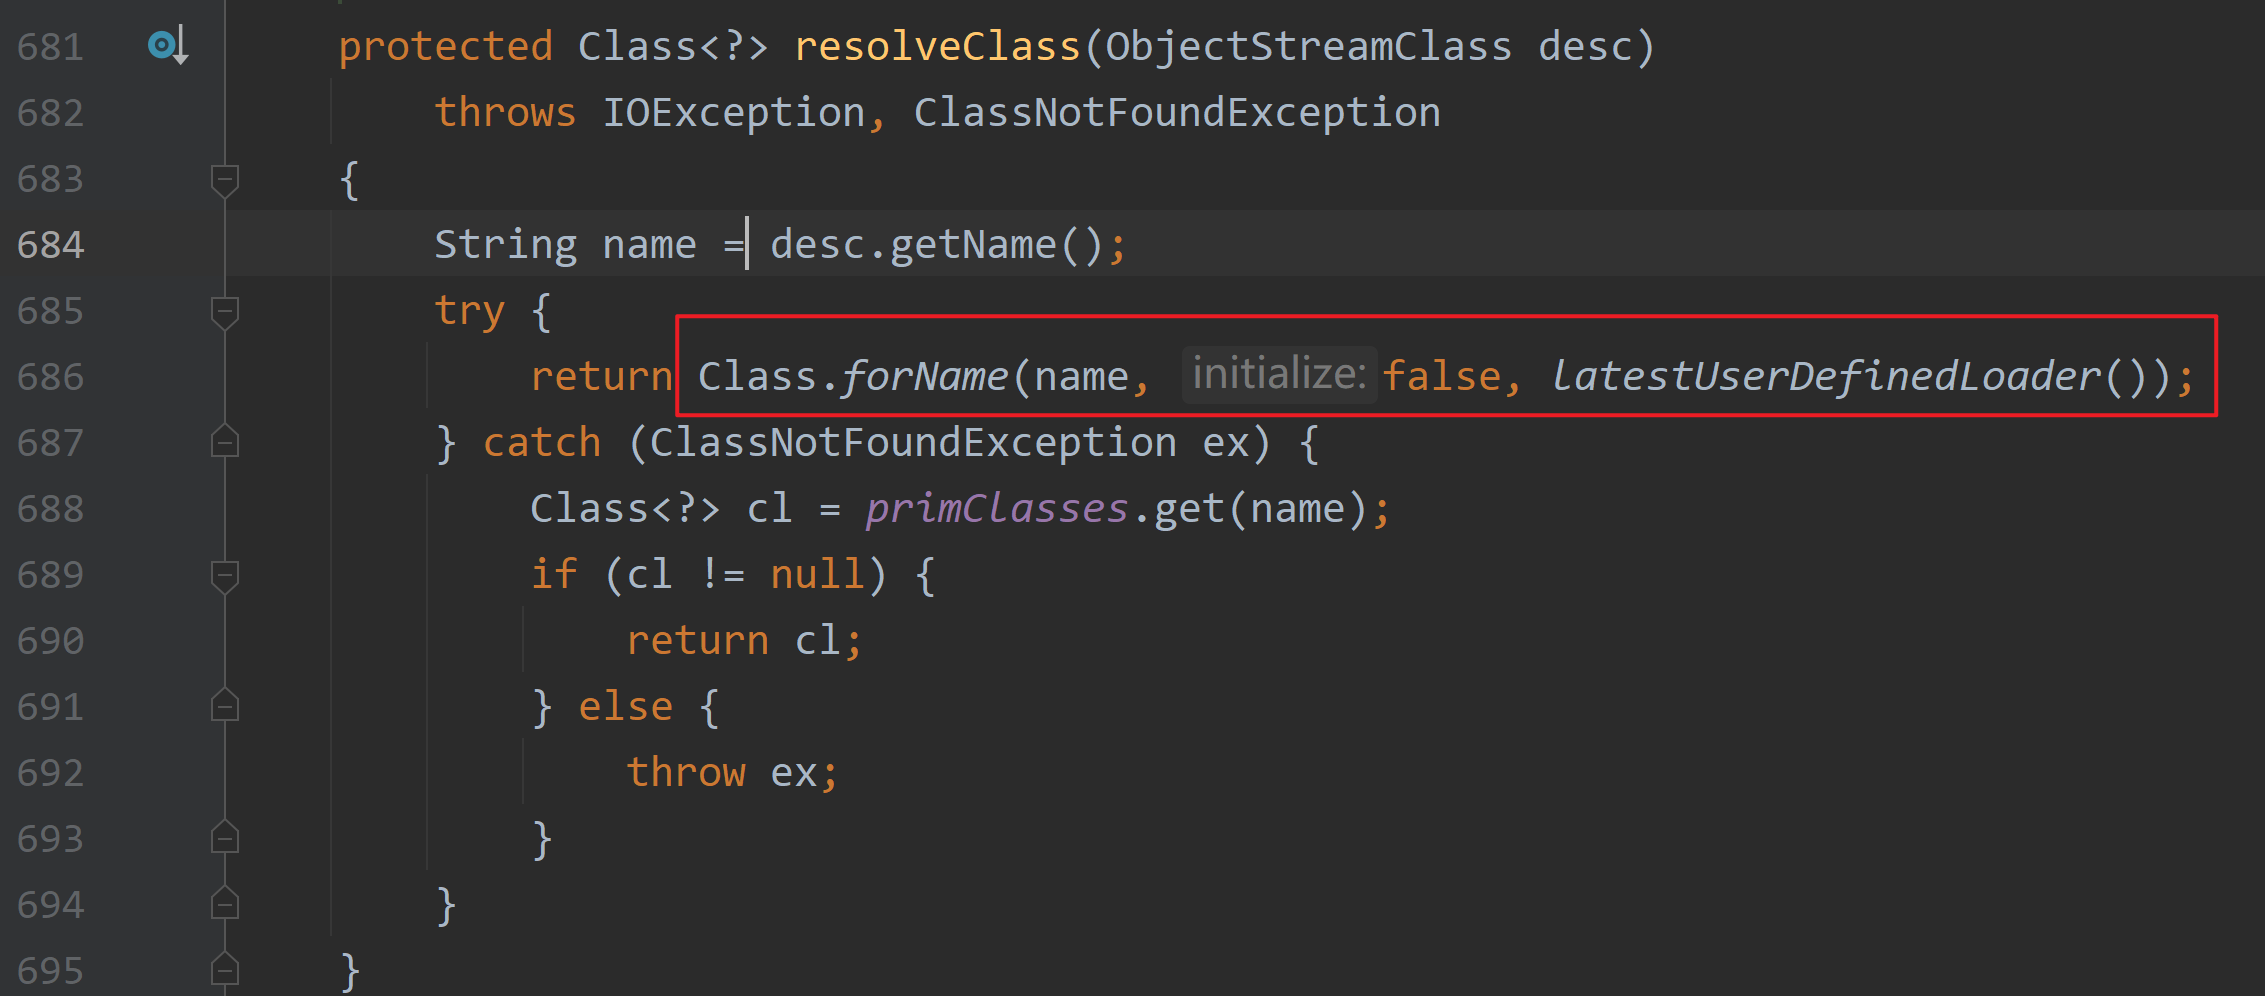 681 protected Class<?> resolveClass(ObjectStreamClass desc)
682 throws IOException, ClassNotFoundException
683 {
684 String name = desc.getName();
685 try {
686 return Class.forName(name, initialize: false, latestUserDefinedLoader());
687 } catch (ClassNotFoundException ex) {
688 Class<?> cl = primClasses.get(name);
689 if (cl != null) {
690 return cl;
691 } else {
692 throw ex;
693 }
694 }
695 }